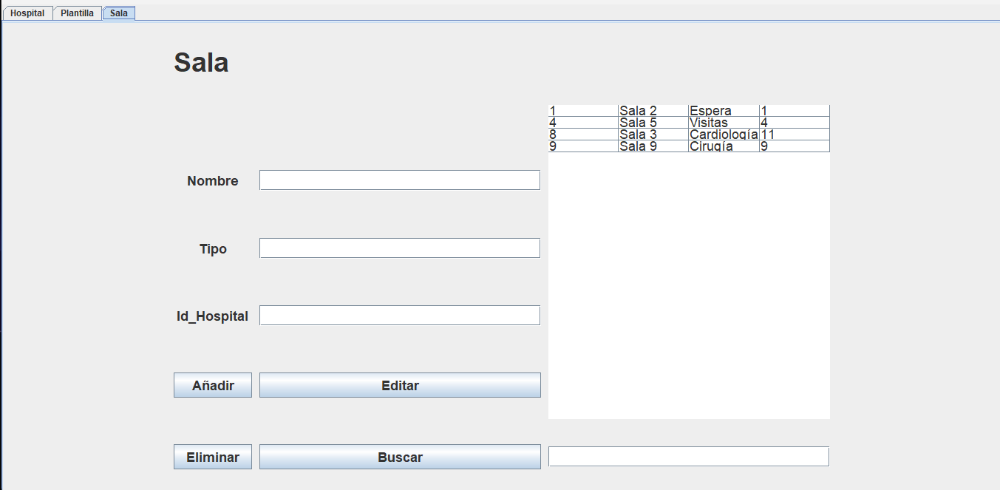 Hospital Plantilla Sala
Sala
1 Sala 2 Espera 1
4 Sala 5 Visitas 4
8 Sala 3 Cardiología 11
9 Sala 9 Cirugía 9
Nombre
Tipo
Id_Hospital
Añadir Editar
Eliminar Buscar